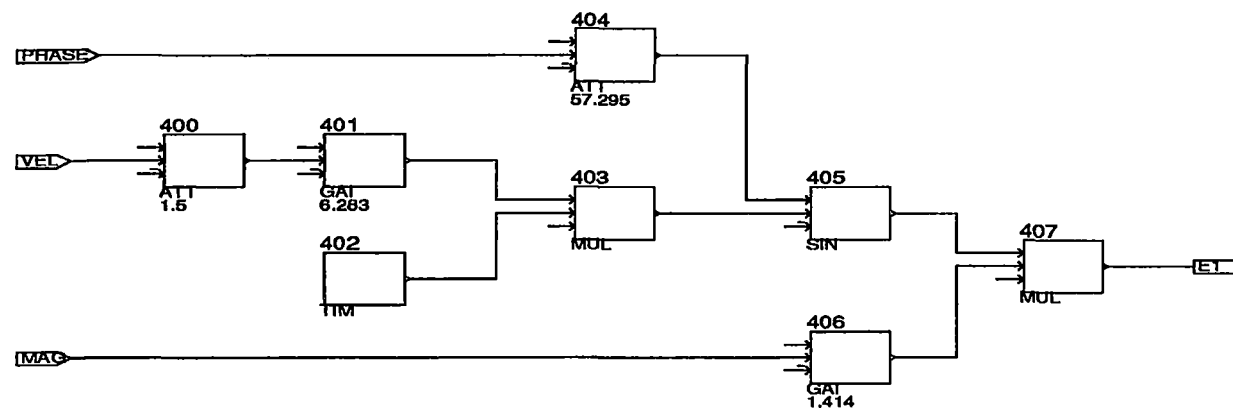 404
PHASE
ATT
57.295
400
401
VEL
ATT
1.5
GAI
6.283
403
405
MUL
SIN
402
TIM
407
ET
MUL
406
MAG
GAI
1.414